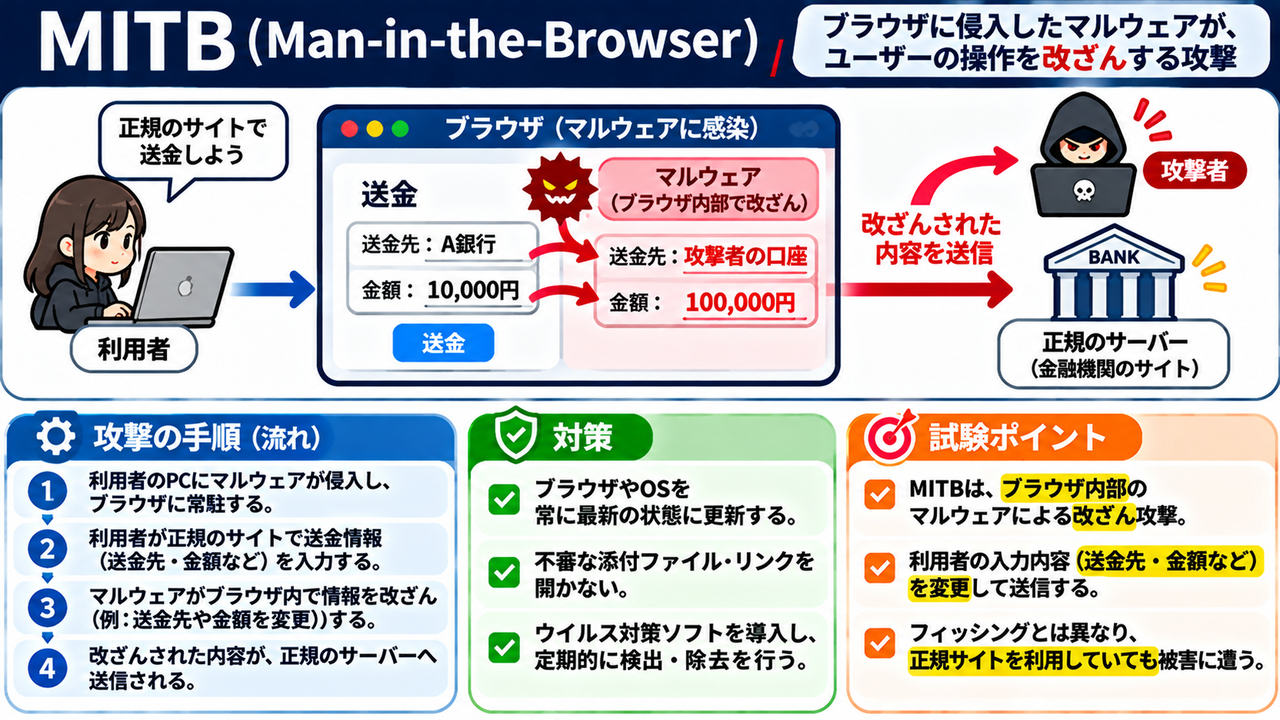 MITB (Man-in-the-Browser)
ブラウザに侵入したマルウェアが、
ユーザーの操作を改ざんする攻撃
正規のサイトで
送金しよう
利用者
ブラウザ（マルウェアに感染）
送金
送金先：A銀行
金額：10,000円
送金
マルウェア
（ブラウザ内部で改ざん）
送金先：攻撃者の口座
金額：100,000円
改ざんされた
内容を送信
攻撃者
BANK
正規のサーバー
（金融機関のサイト）
攻撃の手順（流れ）
1 利用者のPCにマルウェアが侵入し、
ブラウザに常駐する。
2 利用者が正規のサイトで送金情報
（送金先・金額など）を入力する。
3 マルウェアがブラウザ内で情報を改ざん
（例：送金先や金額を変更））する。
4 改ざんされた内容が、正規のサーバーへ
送信される。
対策
ブラウザやOSを
常に最新の状態に更新する。
不審な添付ファイル・リンクを
開かない。
ウイルス対策ソフトを導入し、
定期的に検出・除去を行う。
試験ポイント
MITBは、ブラウザ内部の
マルウェアによる改ざん攻撃。
利用者の入力内容（送金先・金額など）
を変更して送信する。
フィッシングとは異なり、
正規サイトを利用していても被害に遭う。